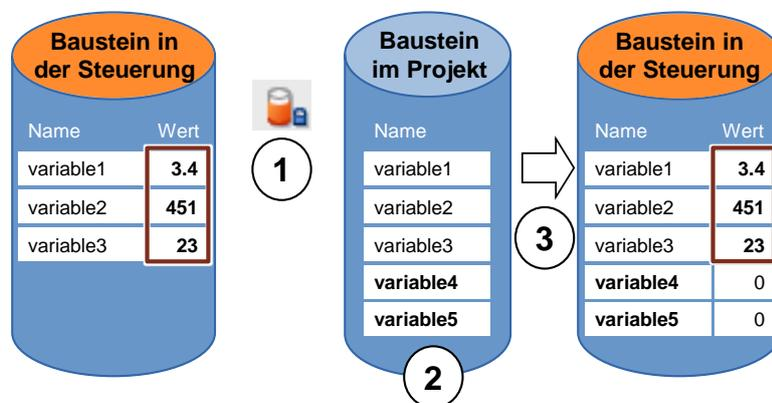 Baustein in
der Steuerung
Name Wert
variable1 3.4
variable2 451
variable3 23
1
Baustein
im Projekt
Name
variable1
variable2
variable3
variable4
variable5
2
3
Baustein in
der Steuerung
Name Wert
variable1 3.4
variable2 451
variable3 23
variable4 0
variable5 0